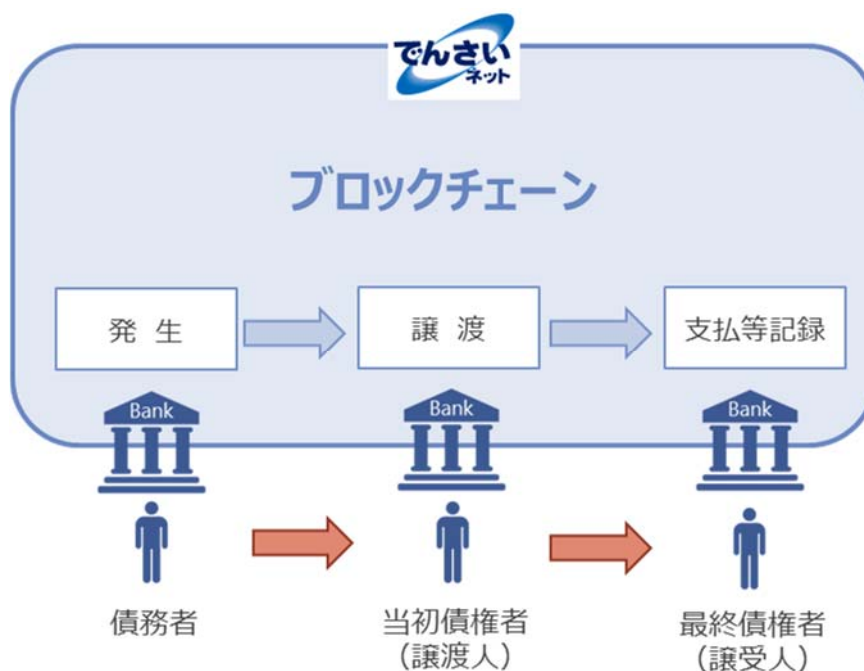 でんさい
ネット
ブロックチェーン
発 生
譲 渡
支払等記録
Bank
Bank
Bank
債務者
当初債権者
(譲渡人)
最終債権者
(譲受人)